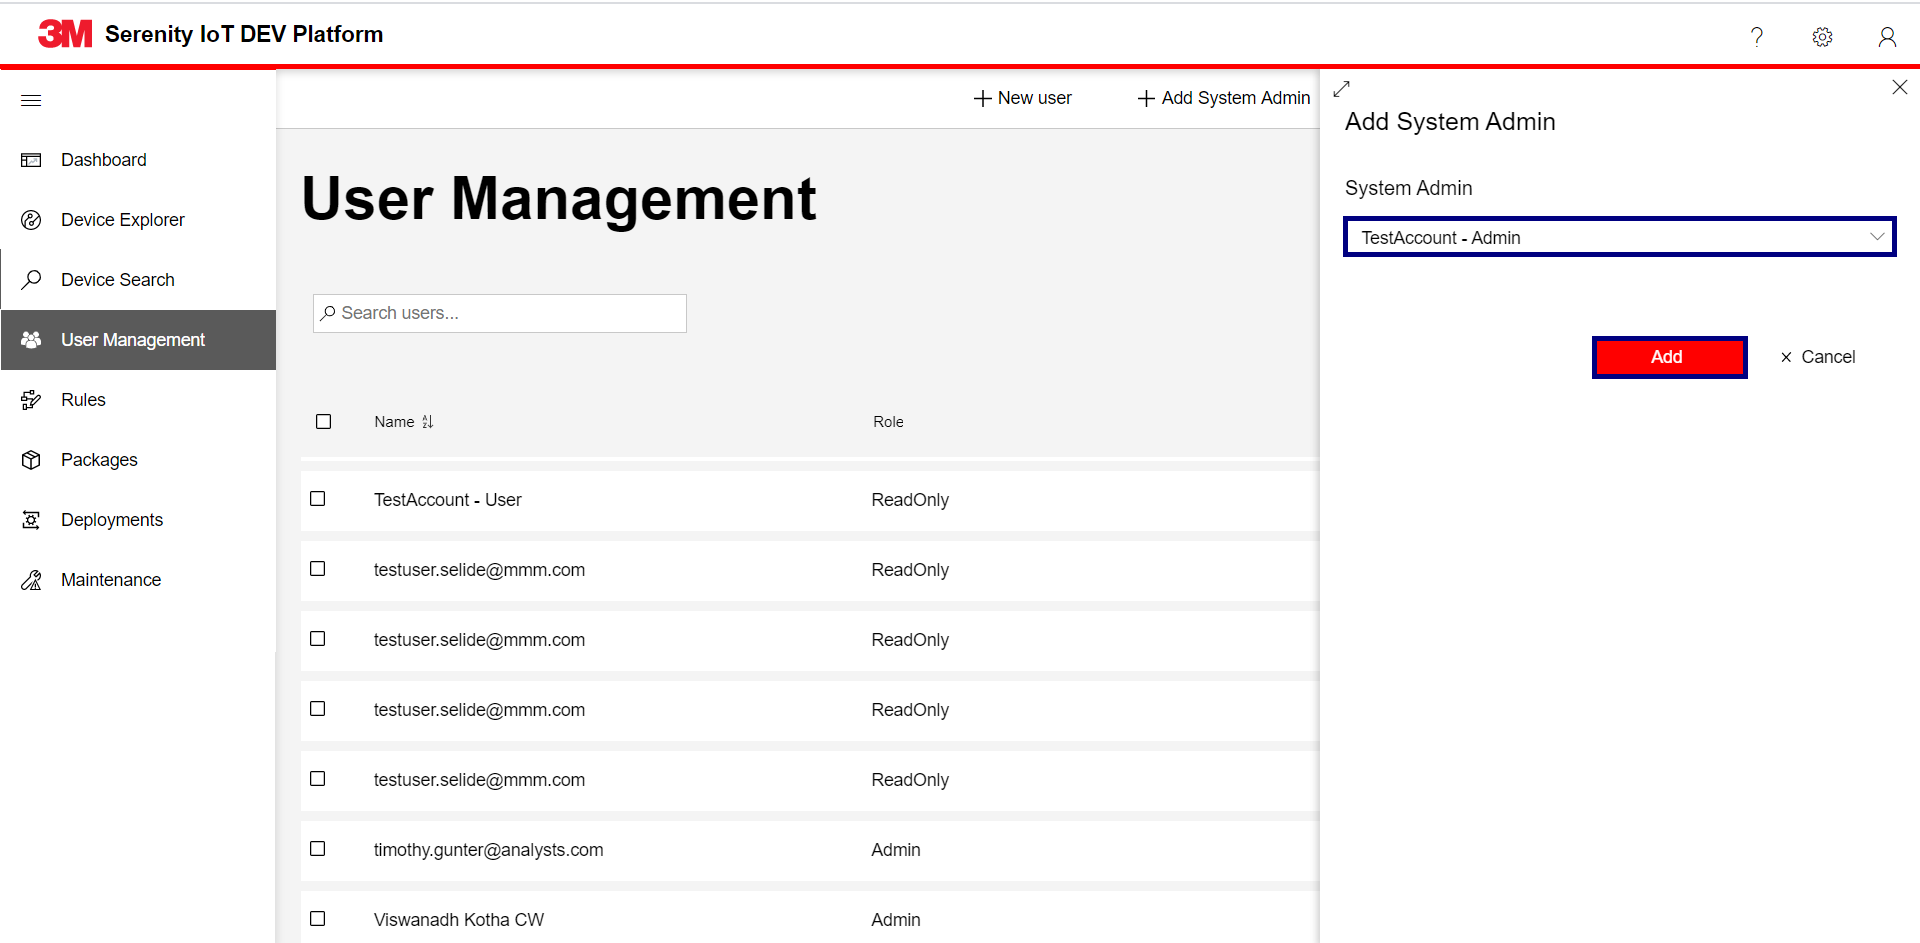 3M Serenity IoT DEV Platform
New user
Add System Admin
Dashboard
Device Explorer
Device Search
User Management
Rules
Packages
Deployments
Maintenance
User Management
Search users...
Name
Role
TestAccount - User ReadOnly
testuser.selide@mmm.com ReadOnly
testuser.selide@mmm.com ReadOnly
testuser.selide@mmm.com ReadOnly
testuser.selide@mmm.com ReadOnly
timothy.gunter@analysts.com Admin
Viswanadh Kotha CW Admin
Add System Admin
System Admin
TestAccount - Admin
Add
Cancel